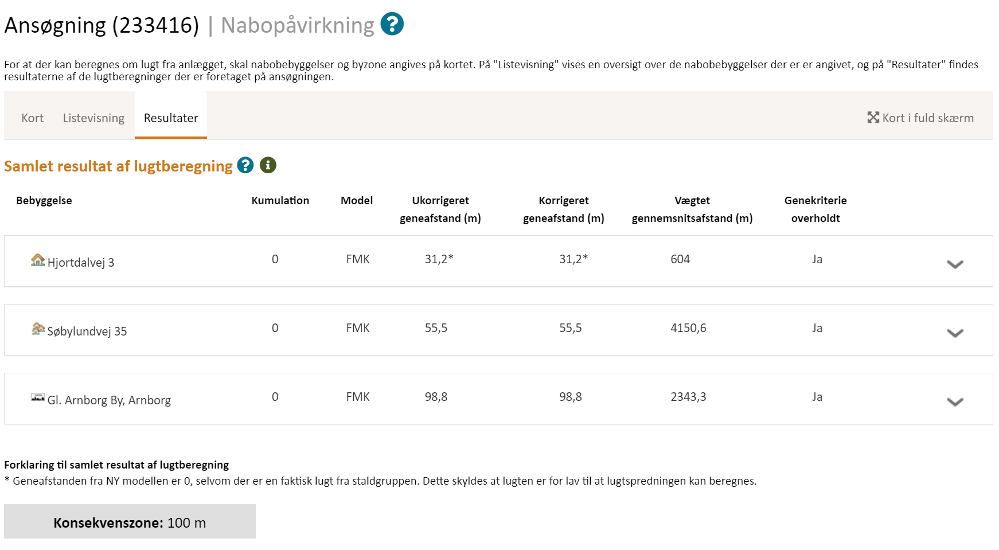 Ansøgning (233416) | Nabopåvirkning ?
For at der kan beregnes om lugt fra anlægget, skal nabobebyggelser og byzone angives på kortet. På "Listevisning" vises en oversigt over de nabobebyggelser der er er angivet, og på "Resultater" findes
resultaterne af de lugtberegninger der er foretaget på ansøgningen.
Kort Listevisning Resultater Kort i fuld skærm
Samlet resultat af lugtberegning ? i
Bebyggelse Kumulation Model Ukorrigeret geneafstand (m) Korrigeret geneafstand (m) Vægtet gennemsnitsafstand (m) Genekriterie overholdt
Hjortdalvej 3 0 FMK 31,2* 31,2* 604 Ja
Søbylundvej 35 0 FMK 55,5 55,5 4150,6 Ja
Gl. Arnborg By, Arnborg 0 FMK 98,8 98,8 2343,3 Ja
Forklaring til samlet resultat af lugtberegning
* Geneafstanden fra NY modellen er 0, selvom der er en faktisk lugt fra staldgruppen. Dette skyldes at lugten er for lav til at lugtspredningen kan beregnes.
Konsekvenszone: 100 m